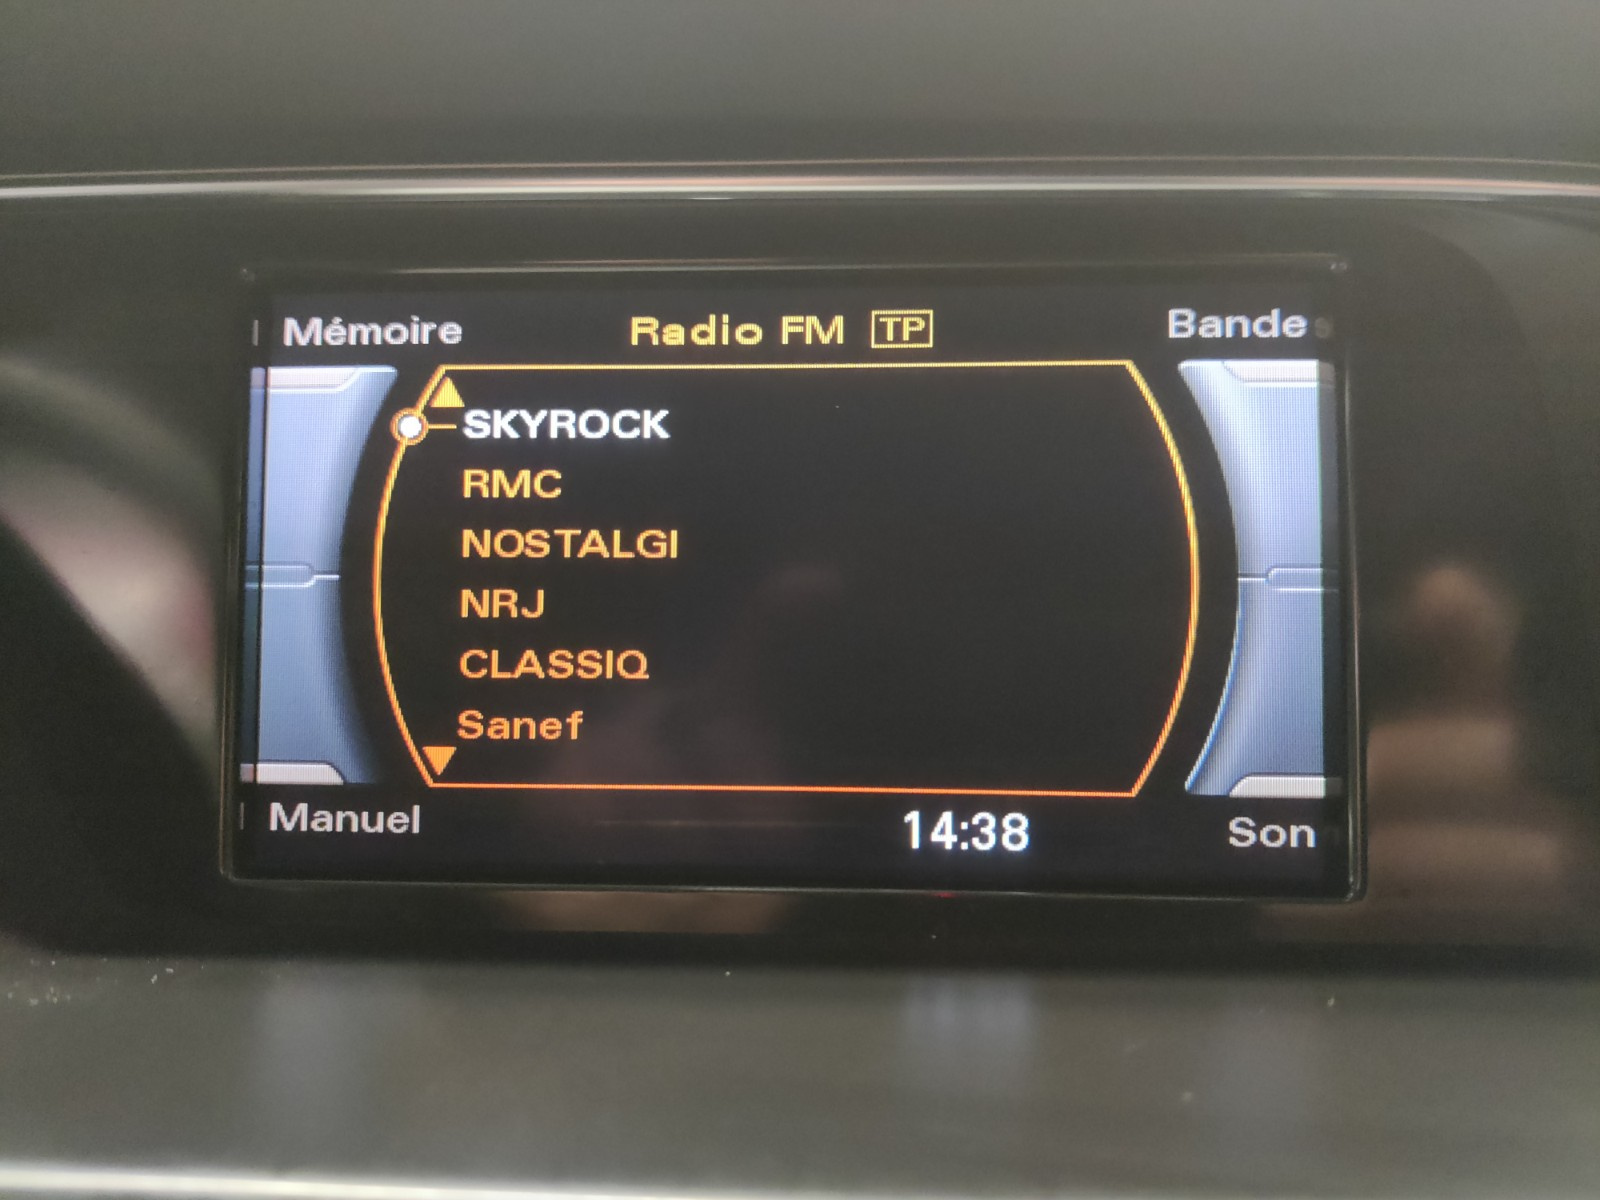 Mémoire
Radio FM TP
Bande
SKYROCK
RMC
NOSTALGI
NRJ
CLASSIQ
Sanef
Manuel
14:38
Son